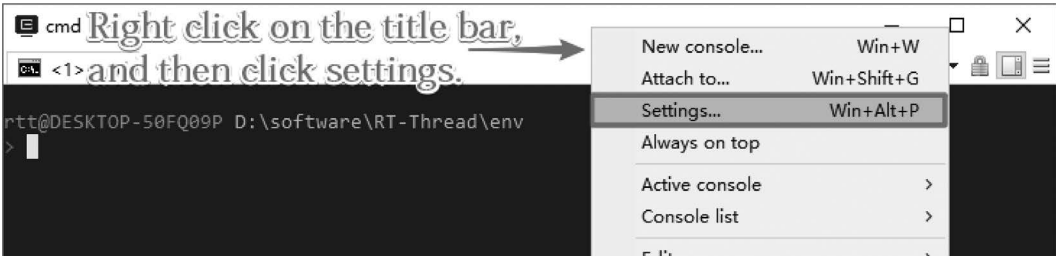 cmd Right click on the title bar,
<1> and then click settings.
rtt@DESKTOP-50FQ09P D:\software\RT-Thread\env
>
New console... Win+W
Attach to... Win+Shift+G
Settings... Win+Alt+P
Always on top
Active console >
Console list >